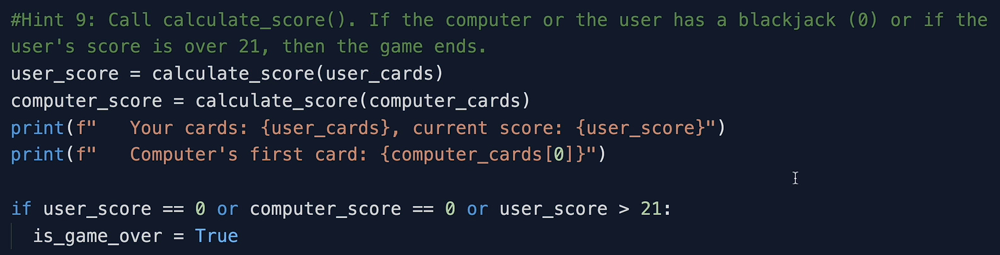 #Hint 9: Call calculate_score(). If the computer or the user has a blackjack (0) or if the
user's score is over 21, then the game ends.
user_score = calculate_score(user_cards)
computer_score = calculate_score(computer_cards)
print(f"   Your cards: {user_cards}, current score: {user_score}")
print(f"   Computer's first card: {computer_cards[0]}")

if user_score == 0 or computer_score == 0 or user_score > 21:
  is_game_over = True